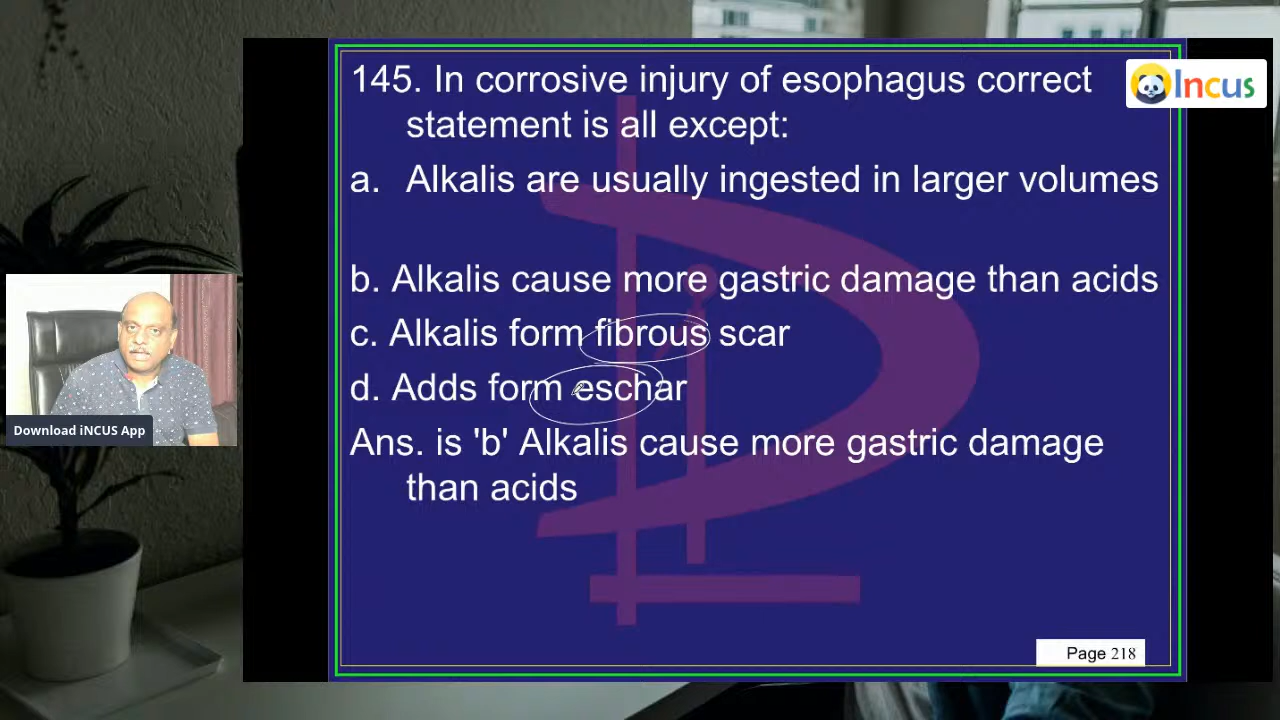 145. In corrosive injury of esophagus correct
statement is all except:
a. Alkalis are usually ingested in larger volumes
b. Alkalis cause more gastric damage than acids
c. Alkalis form fibrous scar
d. Adds form eschar
Ans. is 'b' Alkalis cause more gastric damage
than acids
Incus
Download iNCUS App
Page 218